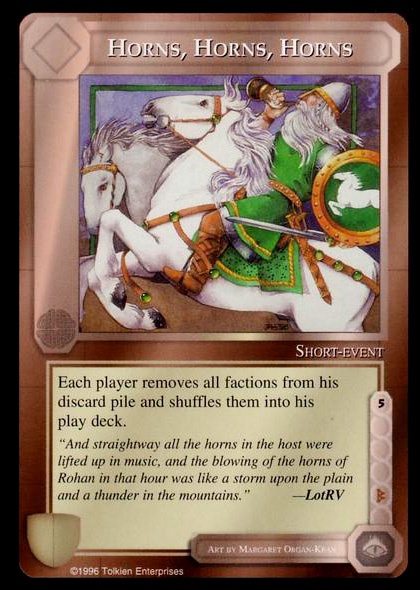 HORNS, HORNS, HORNS
SHORT-EVENT
Each player removes all factions from his
discard pile and shuffles them into his
play deck.
5
“And straightway all the horns in the host were
lifted up in music, and the blowing of the horns of
Rohan in that hour was like a storm upon the plain
and a thunder in the mountains.” —LotRV
ART BY MARGARET ORGAN-KEAN
©1996 Tolkien Enterprises